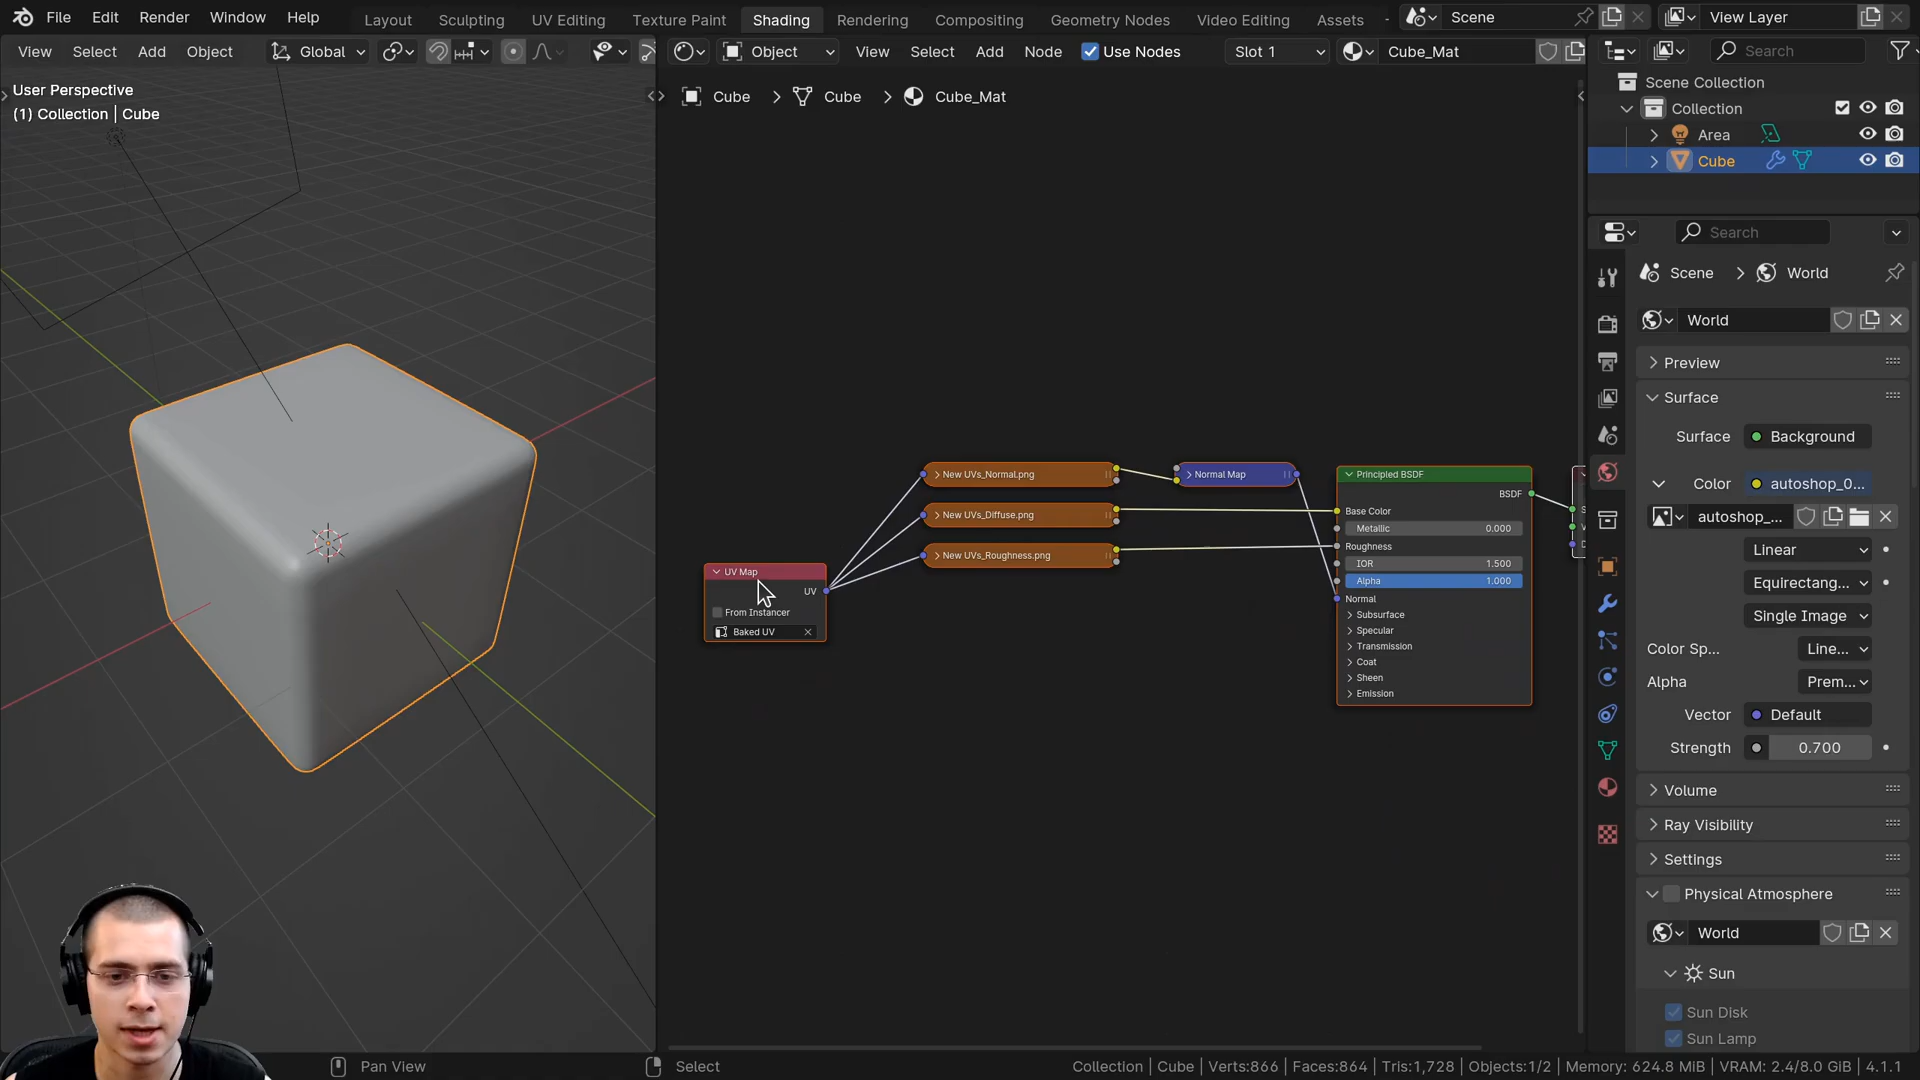 File Edit Render Window Help Layout Sculpting UV Editing Texture Paint Shading Rendering Compositing Geometry Nodes Video Editing Assets Scene View Layer
View Select Add Object Global Object View Select Add Node Use Nodes Slot 1 Cube_Mat Search
User Perspective
(1) Collection | Cube
Cube > Cube > Cube_Mat
Scene Collection
Collection
Area
Cube
Search
Scene > World
World
Preview
Surface
Surface Background
Color autoshop_0...
autoshop_...
Linear
Equirectang...
Single Image
Color Sp... Line...
Alpha Prem...
Vector Default
Strength 0.700
Volume
Ray Visibility
Settings
Physical Atmosphere
World
Sun
Sun Disk
Sun Lamp
New UVs_Normal.png
New UVs_Diffuse.png
New UVs_Roughness.png
Normal Map
UV Map
UV
From Instancer
Baked UV
Principled BSDF
BSDF
Base Color
Metallic 0.000
Roughness
IOR 1.500
Alpha 1.000
Normal
Subsurface
Specular
Transmission
Coat
Sheen
Emission
Pan View Select Collection | Cube | Verts:866 | Faces:864 | Tris:1,728 | Objects:1/2 | Memory: 624.8 MiB | VRAM: 2.4/8.0 GiB | 4.1.1